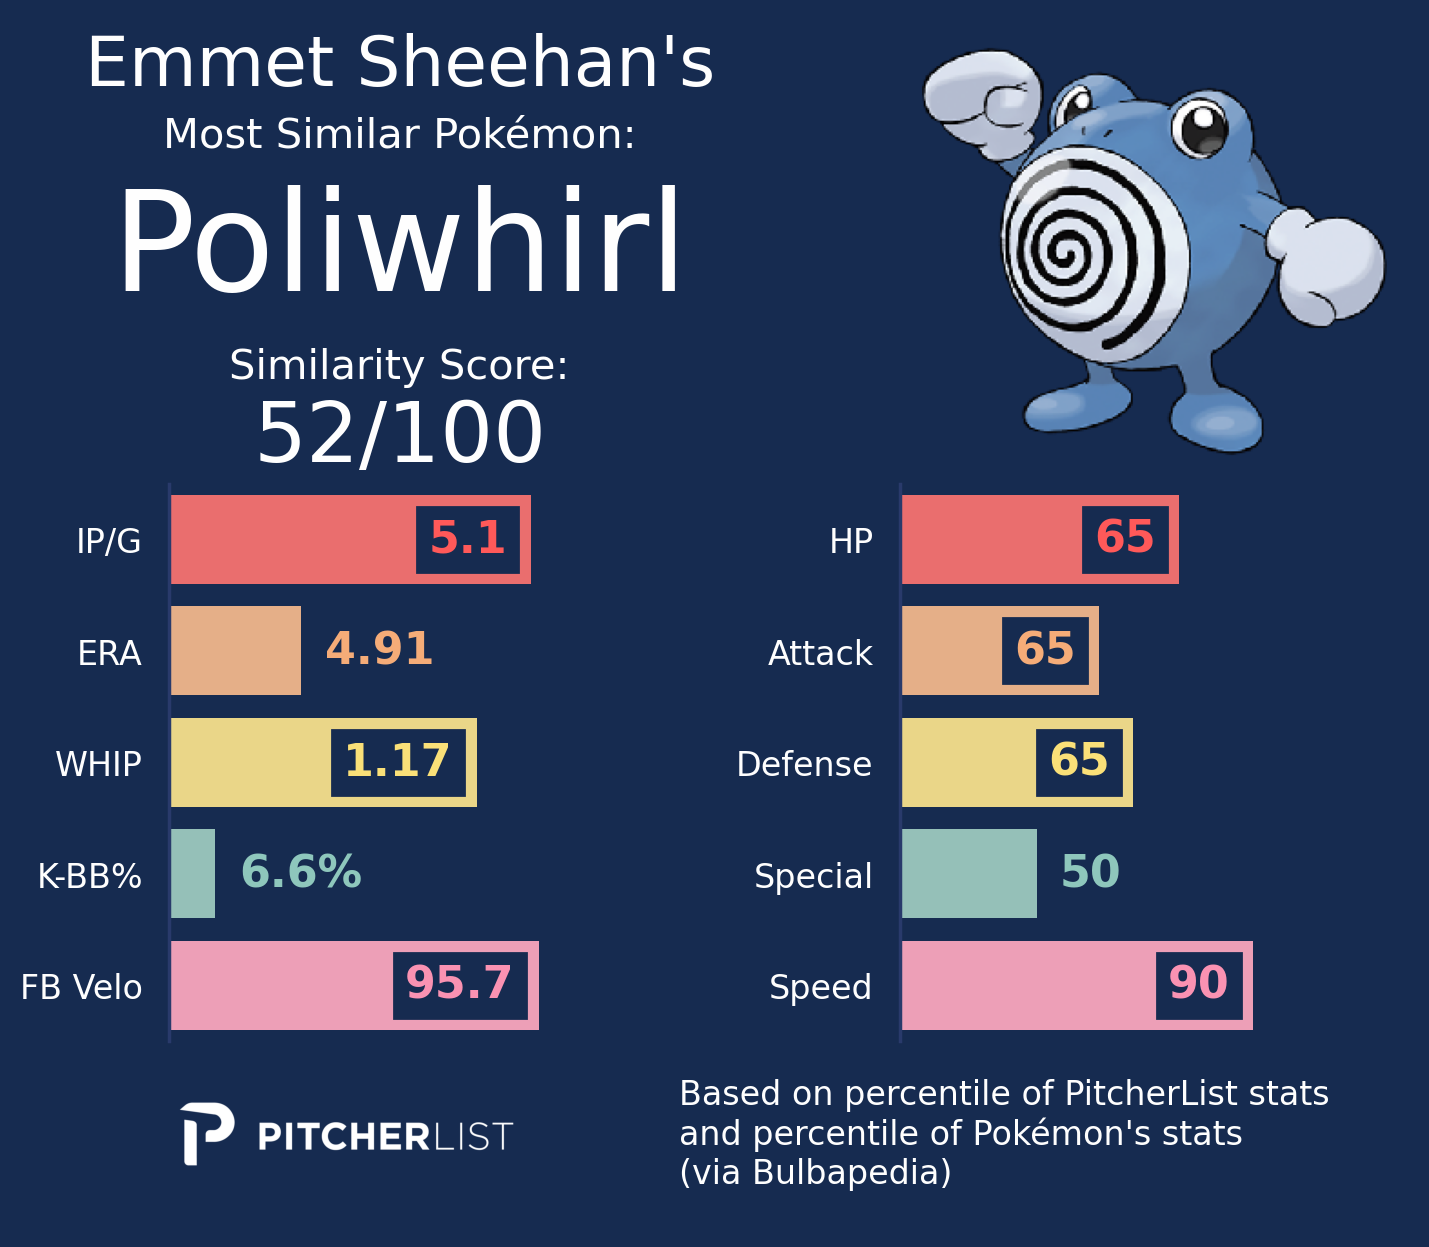 Emmet Sheehan's
Most Similar Pokémon:
Poliwhirl
Similarity Score:
52/100
IP/G 5.1
ERA 4.91
WHIP 1.17
K-BB% 6.6%
FB Velo 95.7
HP 65
Attack 65
Defense 65
Special 50
Speed 90
PITCHERLIST
Based on percentile of PitcherList stats
and percentile of Pokémon's stats
(via Bulbapedia)